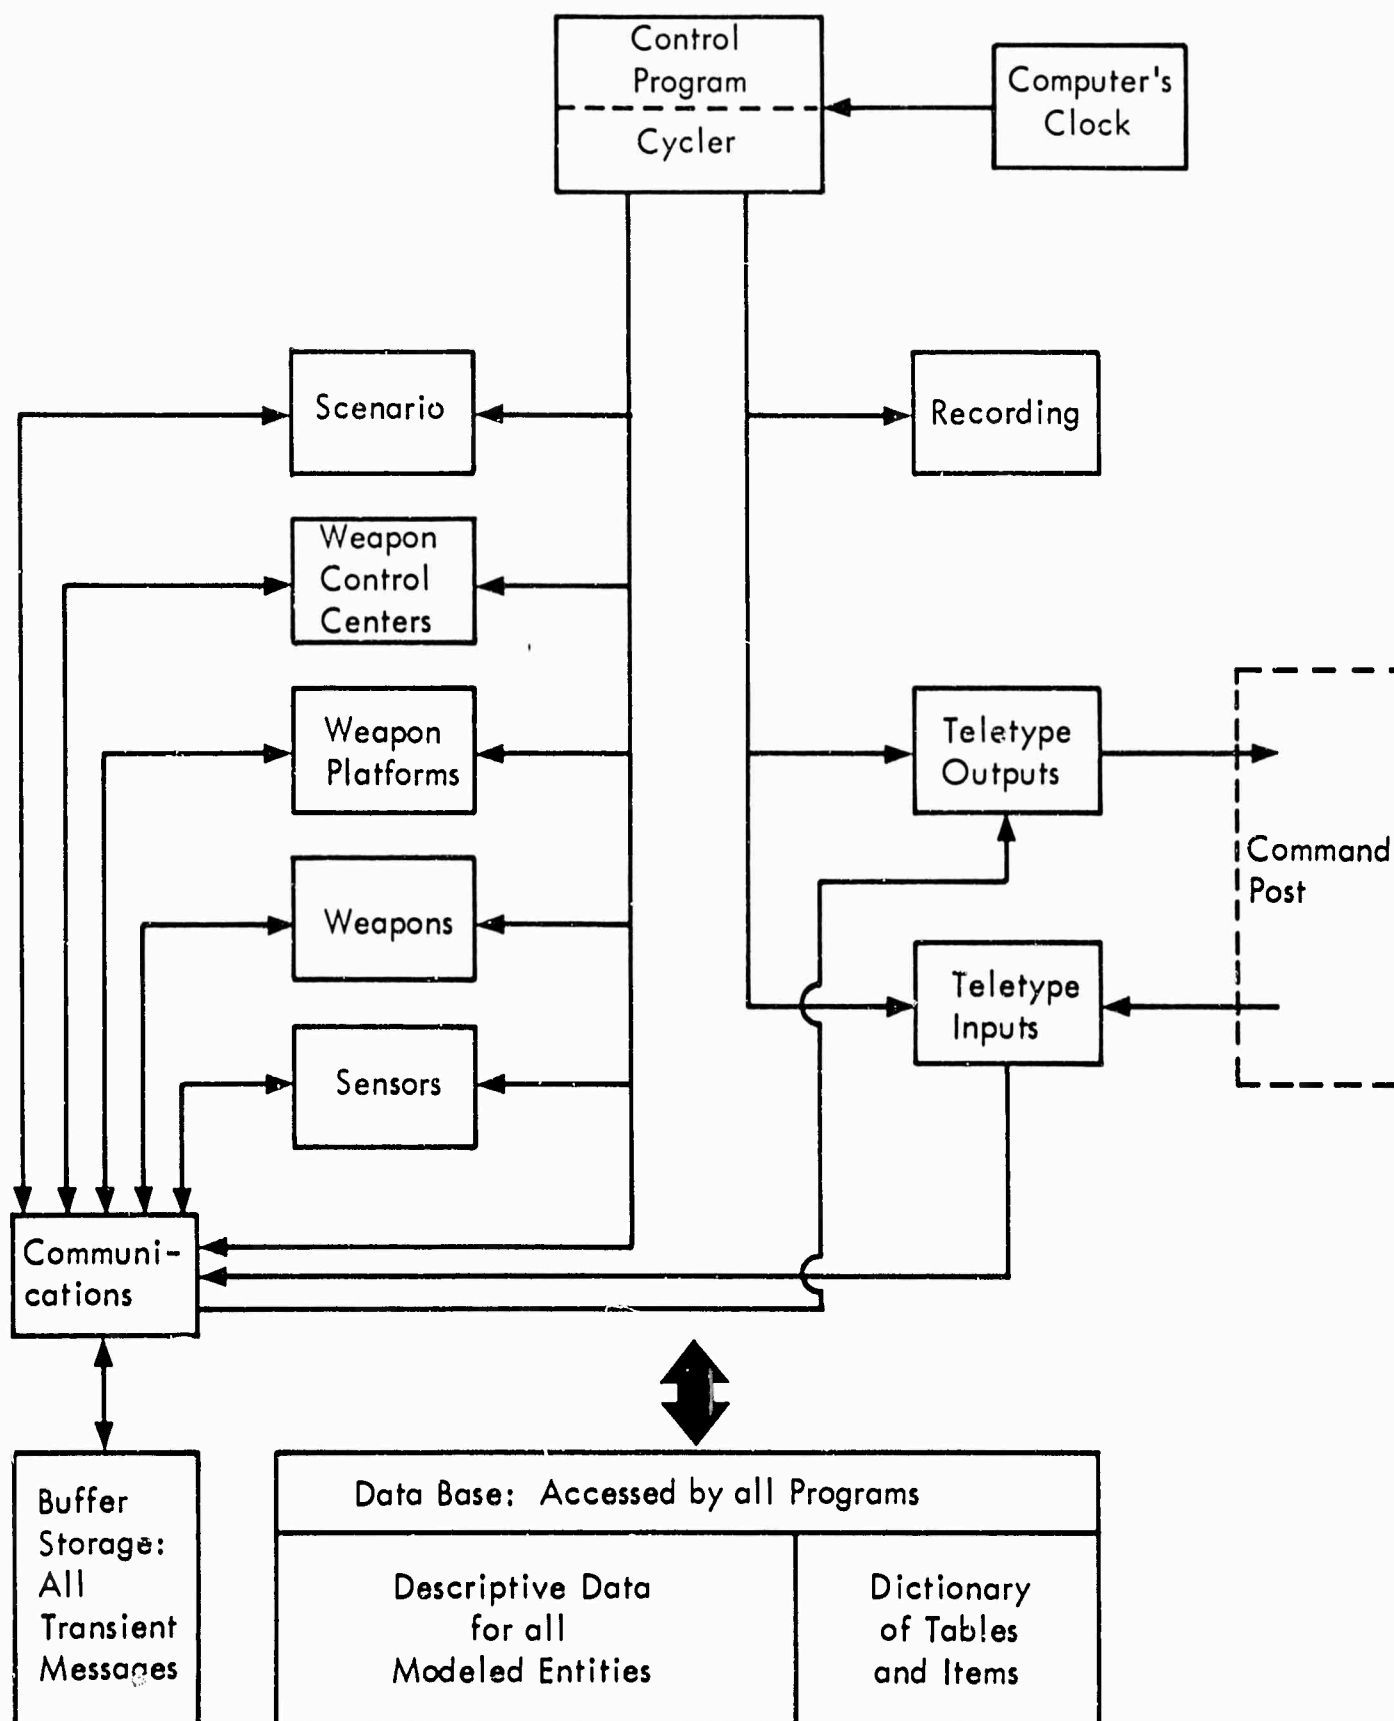 Control
Program
Cycler
Computer's
Clock
Scenario
Recording
Weapon
Control
Centers
Weapon
Platforms
Teletype
Outputs
Command
Post
Weapons
Teletype
Inputs
Sensors
Communi-
cations
Buffer
Storage:
All
Transient
Messages
Data Base: Accessed by all Programs
Descriptive Data
for all
Modeled Entities
Dictionary
of Tables
and Items